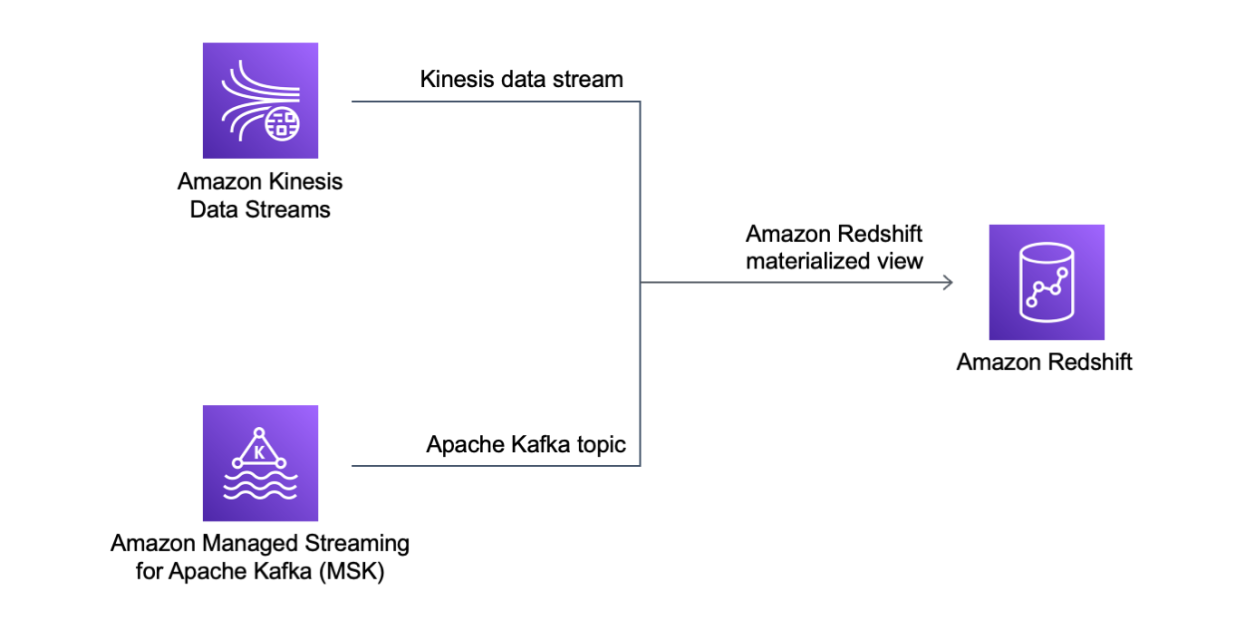 Kinesis data stream
Amazon Kinesis
Data Streams
Amazon Redshift
materialized view
Amazon Redshift
Apache Kafka topic
K
Amazon Managed Streaming
for Apache Kafka (MSK)